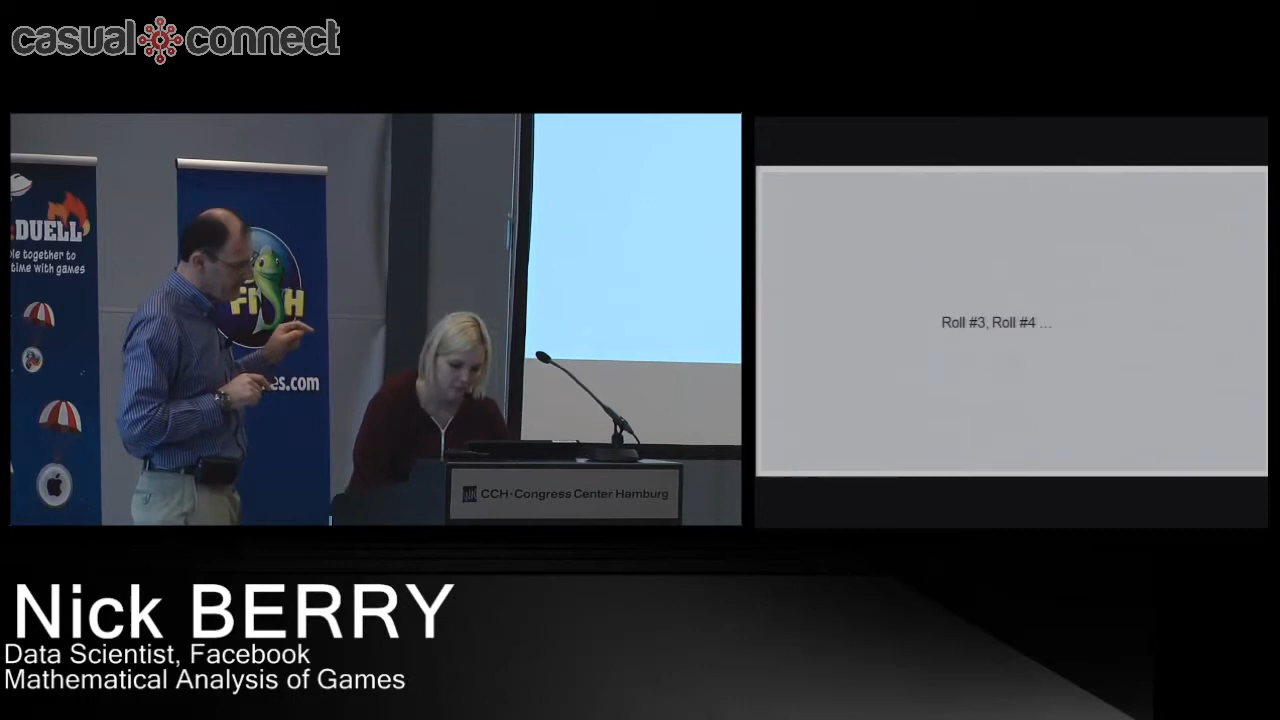 casual connect
:DUELL
ple together to
time with games
FISH
es.com
CCH·Congress Center Hamburg
Roll #3, Roll #4 ...
Nick BERRY
Data Scientist, Facebook
Mathematical Analysis of Games